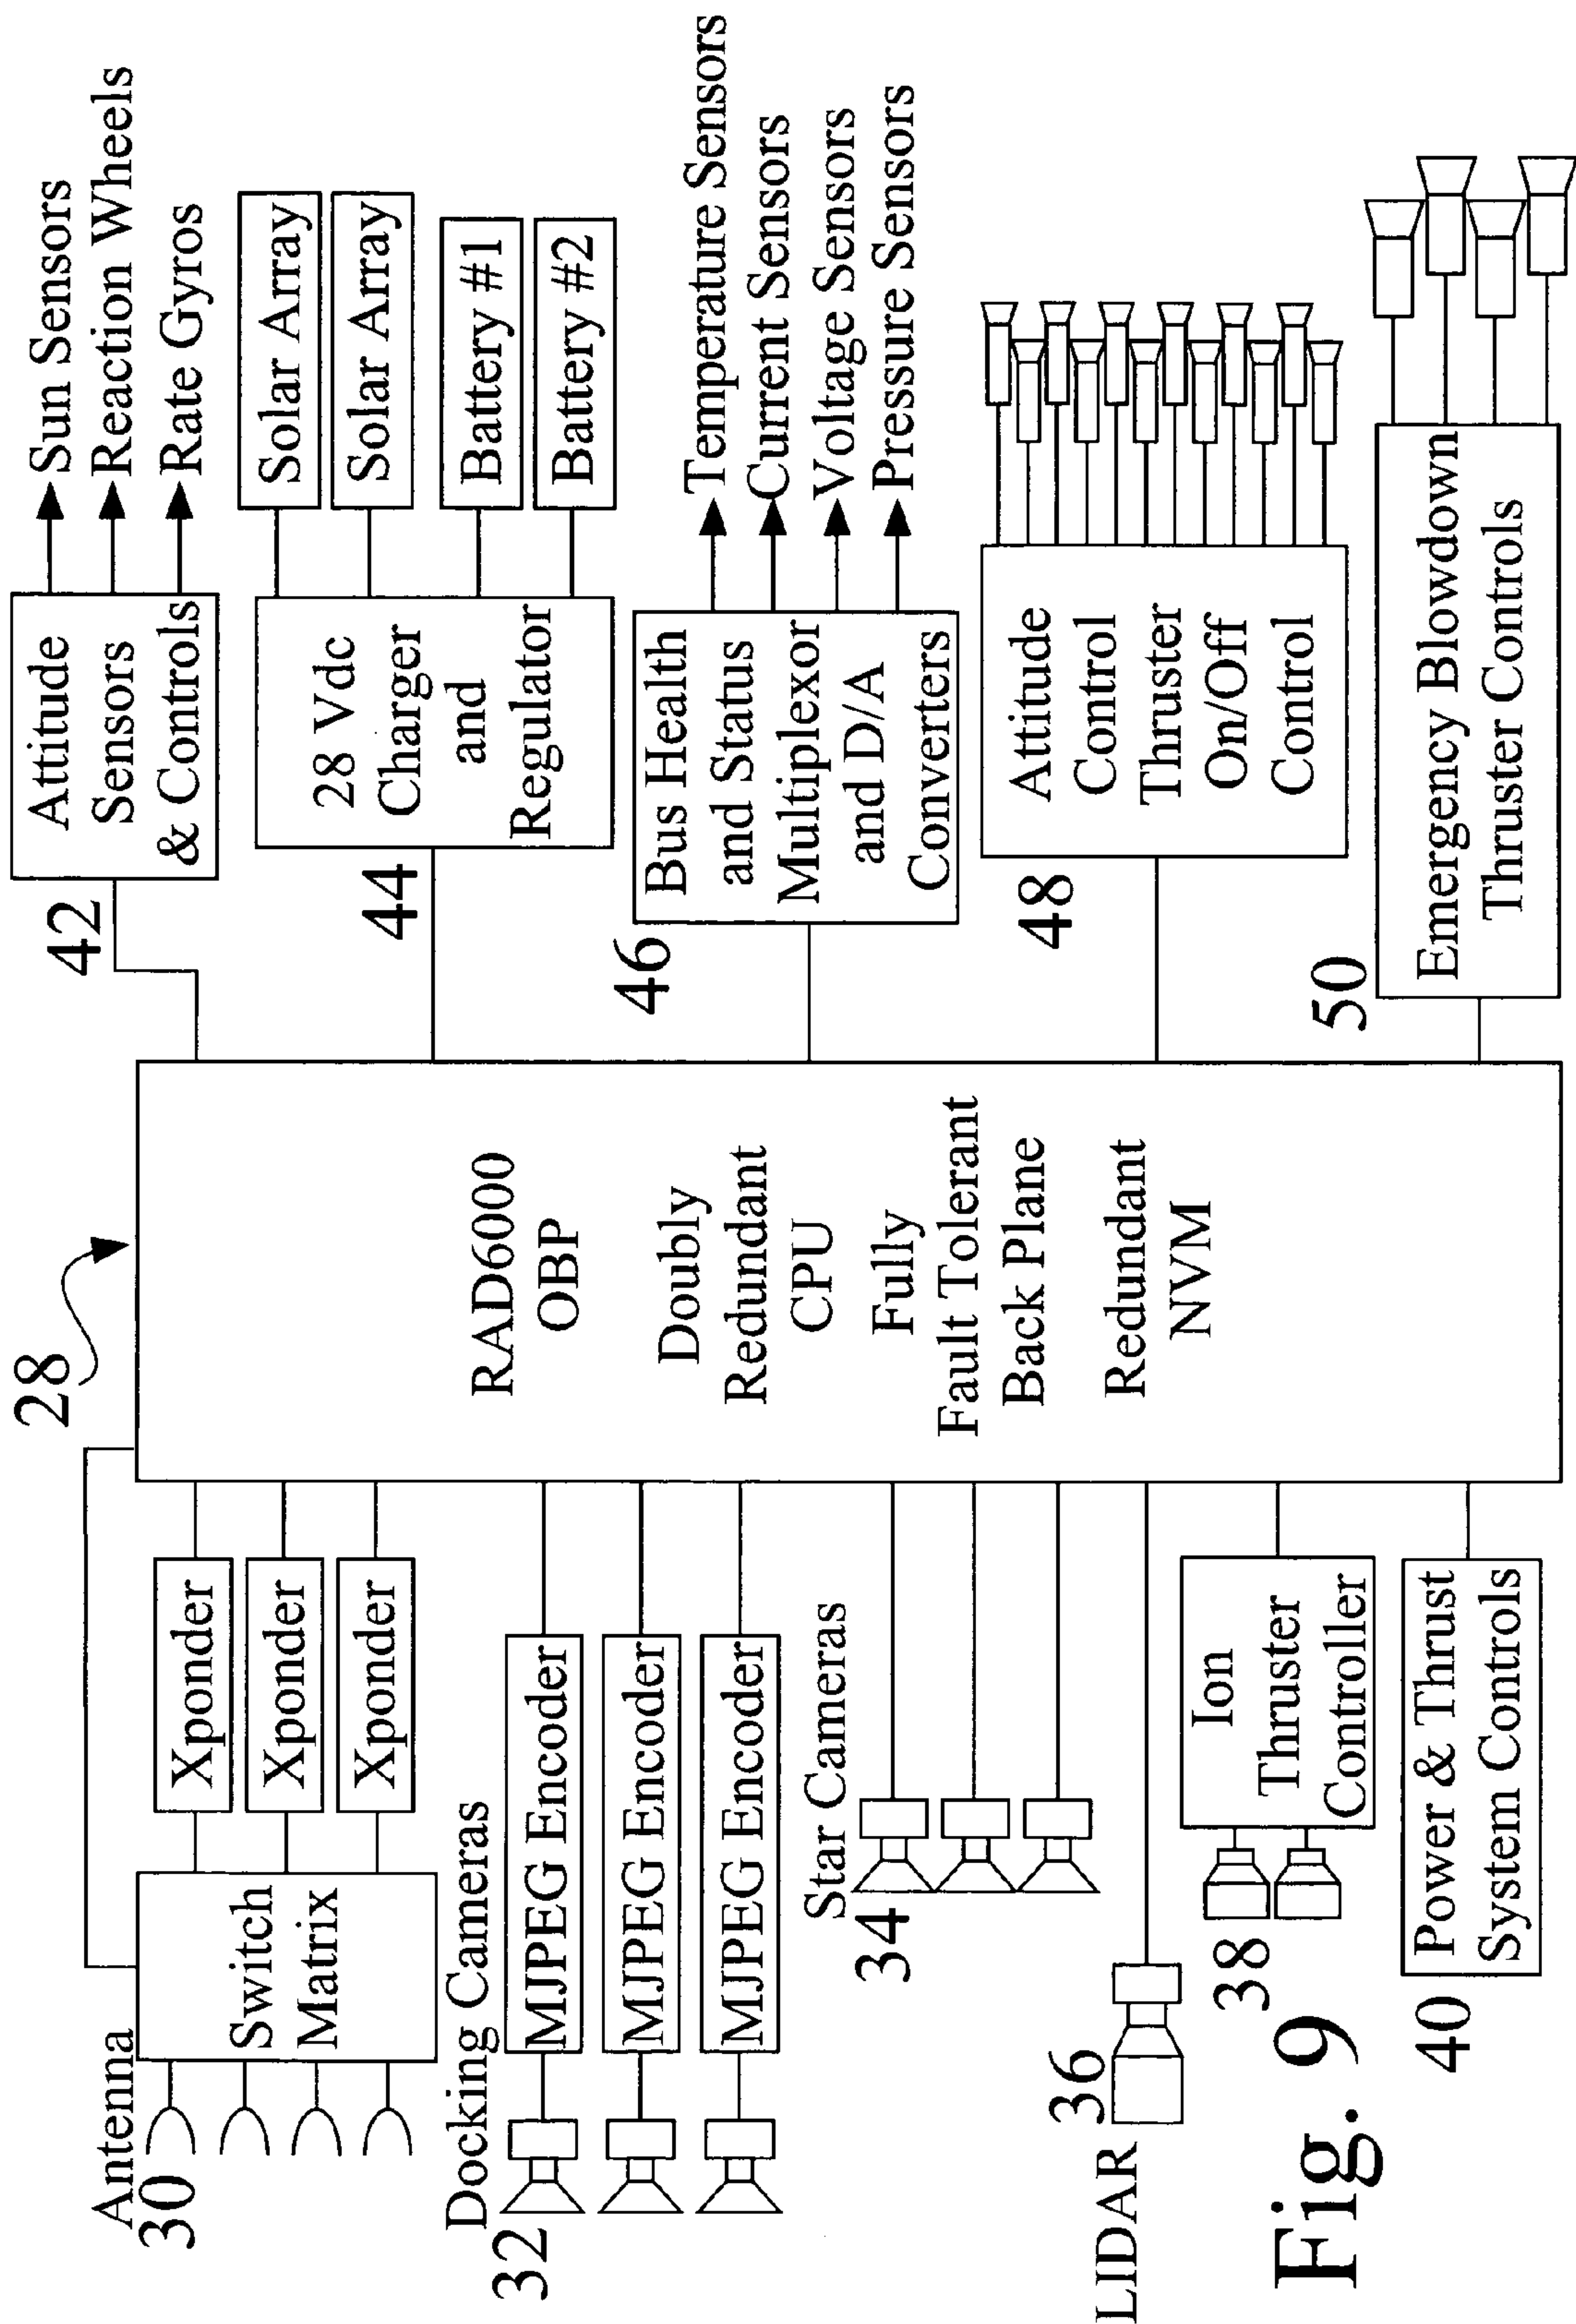 Antenna
30
Switch
Matrix
Xponder
Xponder
Xponder
Docking Cameras
32
MJPEG Encoder
MJPEG Encoder
MJPEG Encoder
Star Cameras
34
LIDAR
36
38
Ion
Thruster
Controller
40
Power & Thrust
System Controls
28
RAD6000
OBP
Doubly
Redundant
CPU
Fully
Fault Tolerant
Back Plane
Redundant
NVM
42
Attitude
Sensors
& Controls
Sun Sensors
Reaction Wheels
Rate Gyros
44
28 Vdc
Charger
and
Regulator
Solar Array
Solar Array
Battery #1
Battery #2
46
Bus Health
and Status
Multiplexor
and D/A
Converters
Temperature Sensors
Current Sensors
Voltage Sensors
Pressure Sensors
48
Attitude
Control
Thruster
On/Off
Control
50
Emergency Blowdown
Thruster Controls
Fig. 9